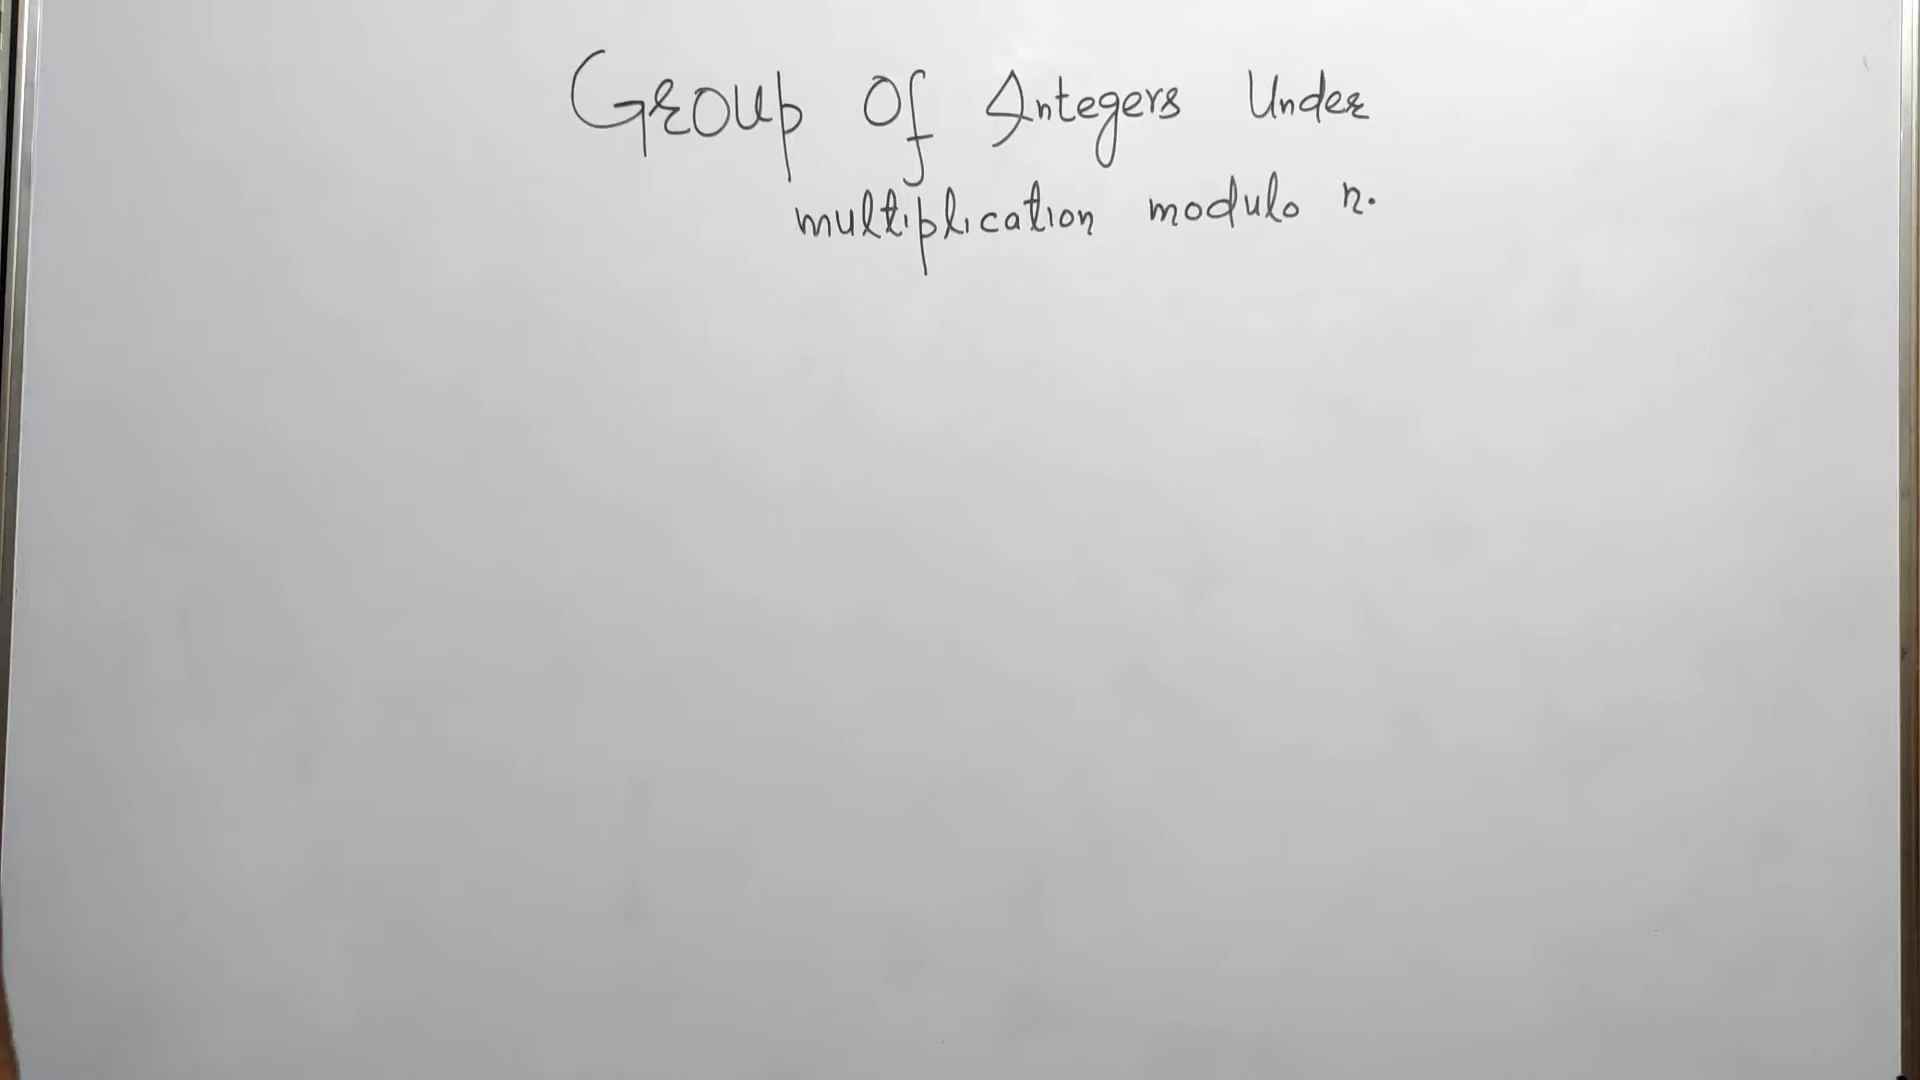 Group Of Integers Under
multiplication modulo n.